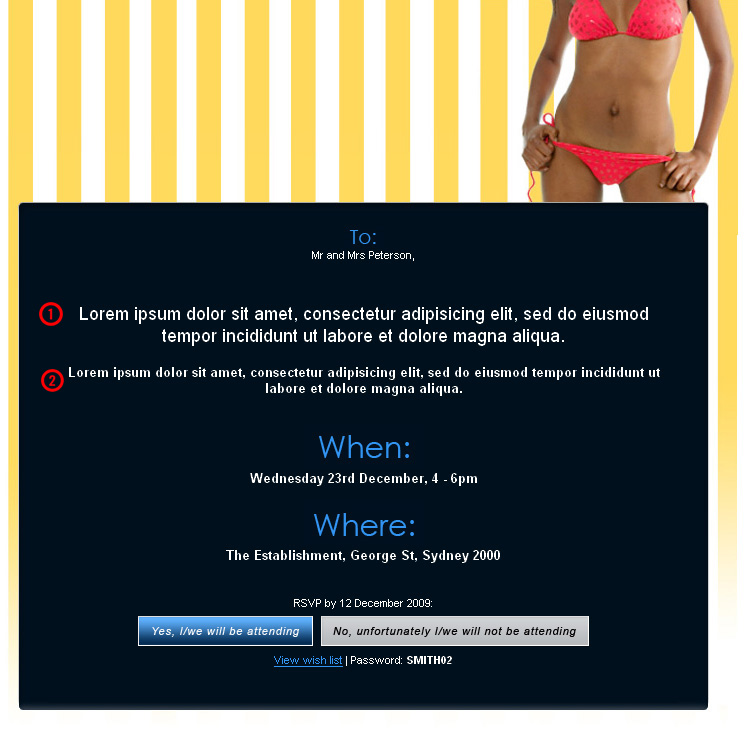 To:
Mr and Mrs Peterson,
1 Lorem ipsum dolor sit amet, consectetur adipisicing elit, sed do eiusmod
tempor incididunt ut labore et dolore magna aliqua.
2 Lorem ipsum dolor sit amet, consectetur adipisicing elit, sed do eiusmod tempor incididunt ut
labore et dolore magna aliqua.
When:
Wednesday 23rd December, 4 - 6pm
Where:
The Establishment, George St, Sydney 2000
RSVP by 12 December 2009:
Yes, I/we will be attending No, unfortunately I/we will not be attending
View wish list | Password: SMITH02